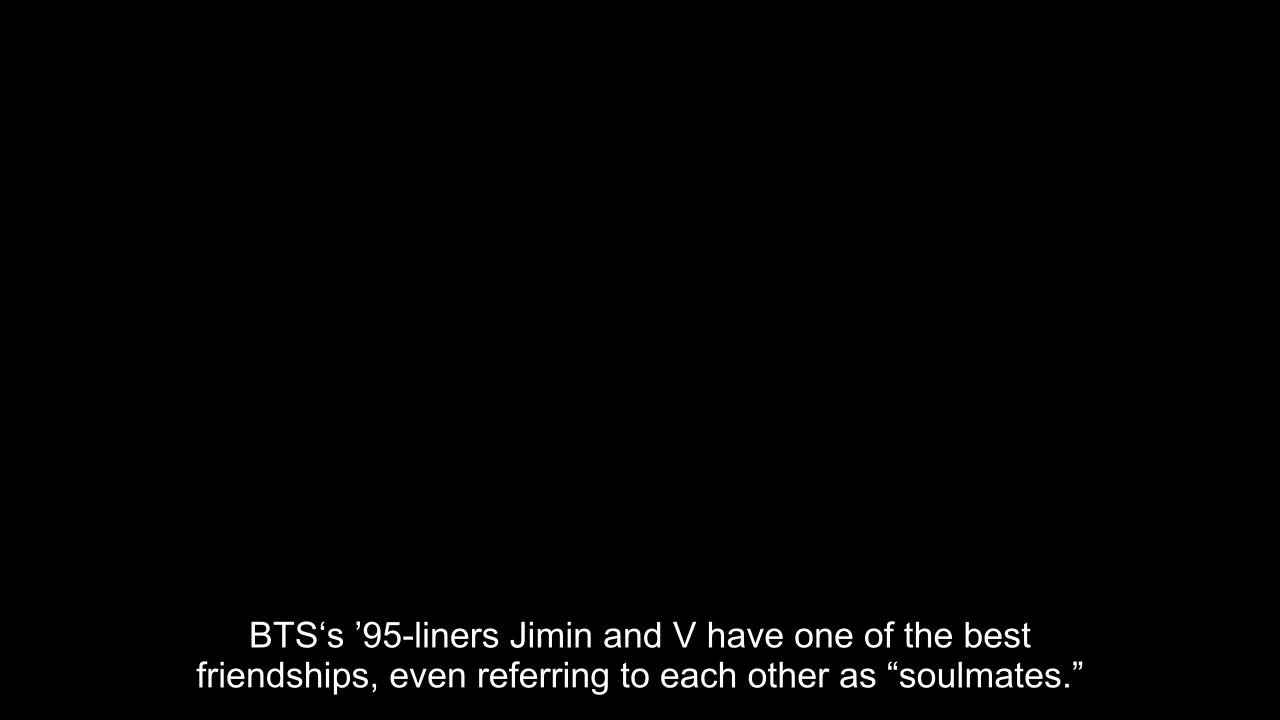 BTS‘s ’95-liners Jimin and V have one of the best
friendships, even referring to each other as “soulmates.”